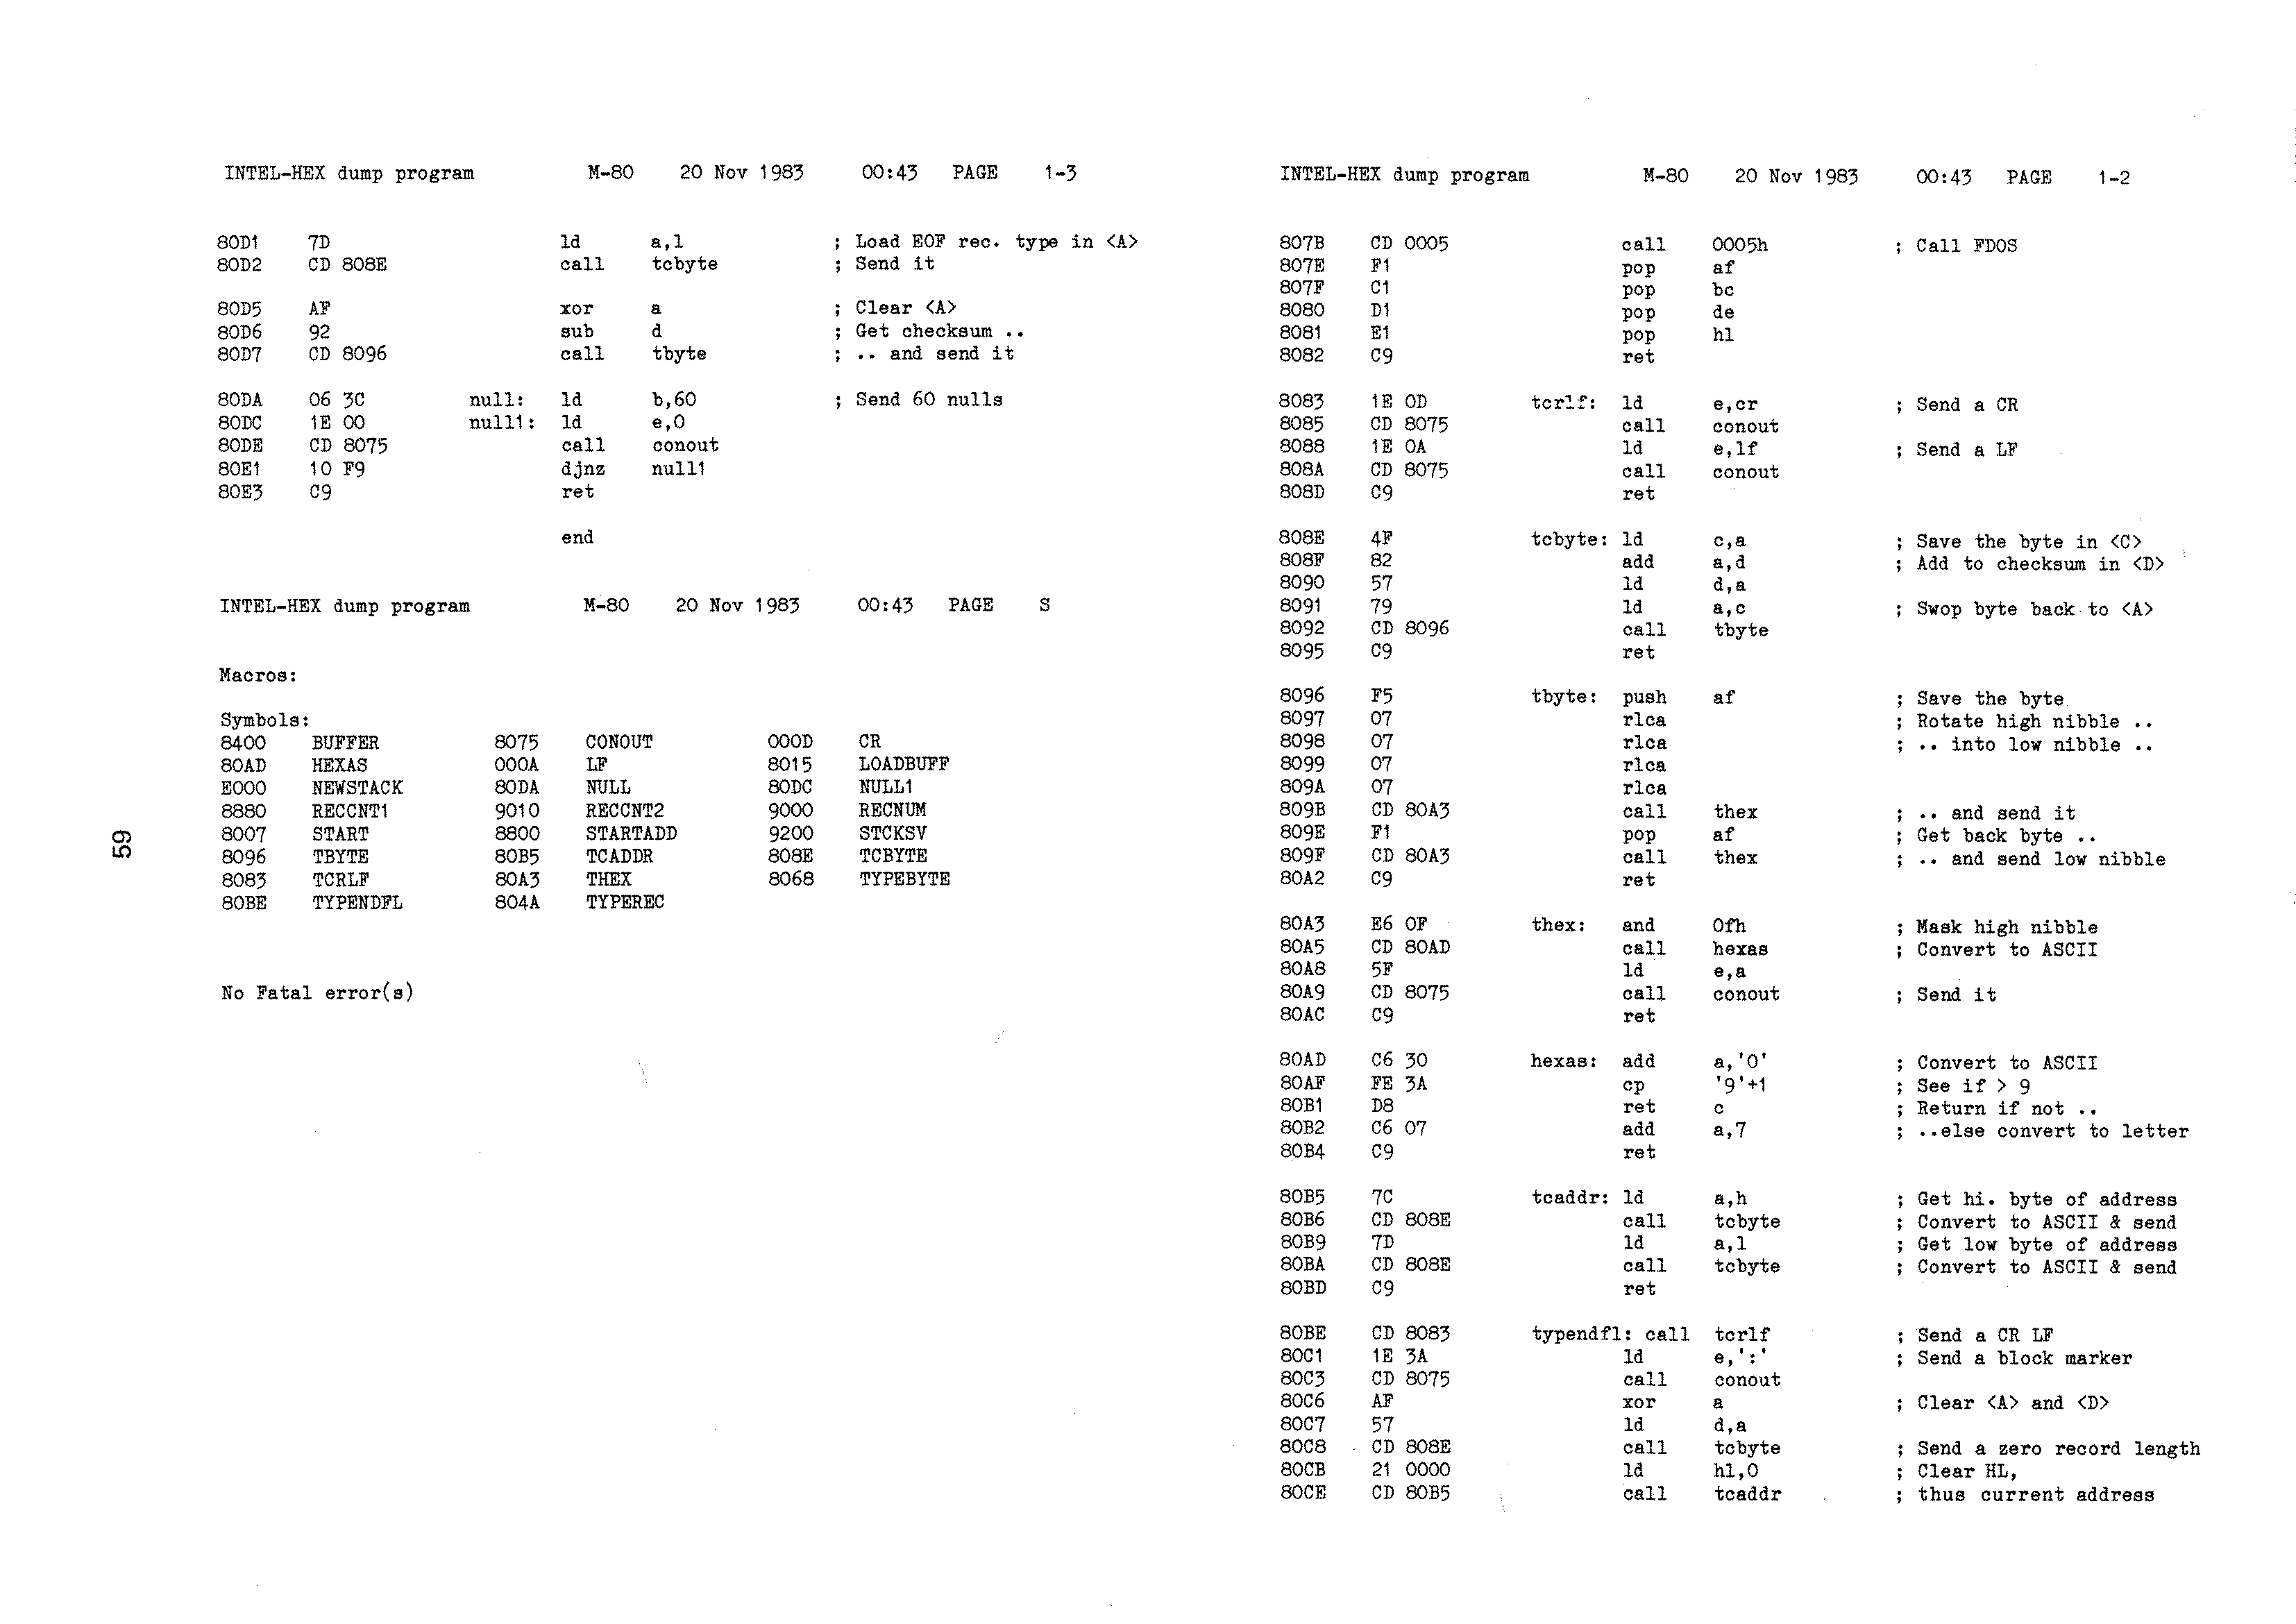 INTEL-HEX dump program M-80 20 Nov 1983 00:43 PAGE 1-3
80D1 7D ld a,l ; Load EOF rec. type in <A>
80D2 CD 808E call tcbyte ; Send it
80D5 AF xor a ; Clear <A>
80D6 92 sub d ; Get checksum ..
80D7 CD 8096 call tbyte ; .. and send it
80DA 06 3C null: ld b,60 ; Send 60 nulls
80DC 1E 00 null1: ld e,0
80DE CD 8075 call conout
80E1 10 F9 djnz null1
80E3 C9 ret
end
INTEL-HEX dump program M-80 20 Nov 1983 00:43 PAGE S
Macros:
Symbols:
8400 BUFFER 8075 CONOUT 000D CR
80AD HEXAS 000A LF 8015 LOADBUFF
E000 NEWSTACK 80DA NULL 80DC NULL1
8880 RECCNT1 9010 RECCNT2 9000 RECNUM
8007 START 8800 STARTADD 9200 STCKSV
8096 TBYTE 80B5 TCADDR 808E TCBYTE
8083 TCRLF 80A3 THEX 8068 TYPEBYTE
80BE TYPENDFL 804A TYPEREC
No Fatal error(s)
59
INTEL-HEX dump program M-80 20 Nov 1983 00:43 PAGE 1-2
807B CD 0005 call 0005h ; Call FDOS
807E F1 pop af
807F C1 pop bc
8080 D1 pop de
8081 E1 pop hl
8082 C9 ret
8083 1E 0D tcrlf: ld e,cr ; Send a CR
8085 CD 8075 call conout
8088 1E 0A ld e,lf ; Send a LF
808A CD 8075 call conout
808D C9 ret
808E 4F tcbyte: ld c,a ; Save the byte in <C>
808F 82 add a,d ; Add to checksum in <D>
8090 57 ld d,a
8091 79 ld a,c ; Swop byte back to <A>
8092 CD 8096 call tbyte
8095 C9 ret
8096 F5 tbyte: push af ; Save the byte
8097 07 rlca ; Rotate high nibble ..
8098 07 rlca ; .. into low nibble ..
8099 07 rlca
809A 07 rlca
809B CD 80A3 call thex ; .. and send it
809E F1 pop af ; Get back byte ..
809F CD 80A3 call thex ; .. and send low nibble
80A2 C9 ret
80A3 E6 0F thex: and 0fh ; Mask high nibble
80A5 CD 80AD call hexas ; Convert to ASCII
80A8 5F ld e,a
80A9 CD 8075 call conout ; Send it
80AC C9 ret
80AD C6 30 hexas: add a,'0' ; Convert to ASCII
80AF FE 3A cp '9'+1 ; See if > 9
80B1 D8 ret c ; Return if not ..
80B2 C6 07 add a,7 ; ..else convert to letter
80B4 C9 ret
80B5 7C tcaddr: ld a,h ; Get hi. byte of address
80B6 CD 808E call tcbyte ; Convert to ASCII & send
80B9 7D ld a,l ; Get low byte of address
80BA CD 808E call tcbyte ; Convert to ASCII & send
80BD C9 ret
80BE CD 8083 typendfl: call tcrlf ; Send a CR LF
80C1 1E 3A ld e,':' ; Send a block marker
80C3 CD 8075 call conout
80C6 AF xor a ; Clear <A> and <D>
80C7 57 ld d,a
80C8 CD 808E call tcbyte ; Send a zero record length
80CB 21 0000 ld hl,0 ; Clear HL,
80CE CD 80B5 call tcaddr ; thus current address